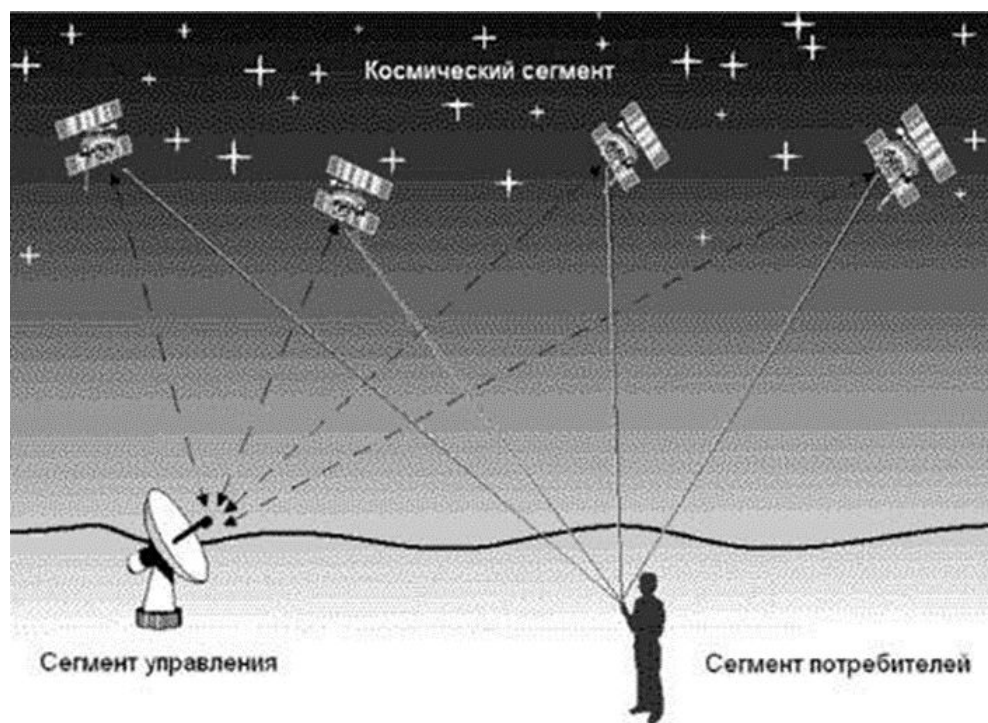 Космический сегмент
Сегмент управления
Сегмент потребителей